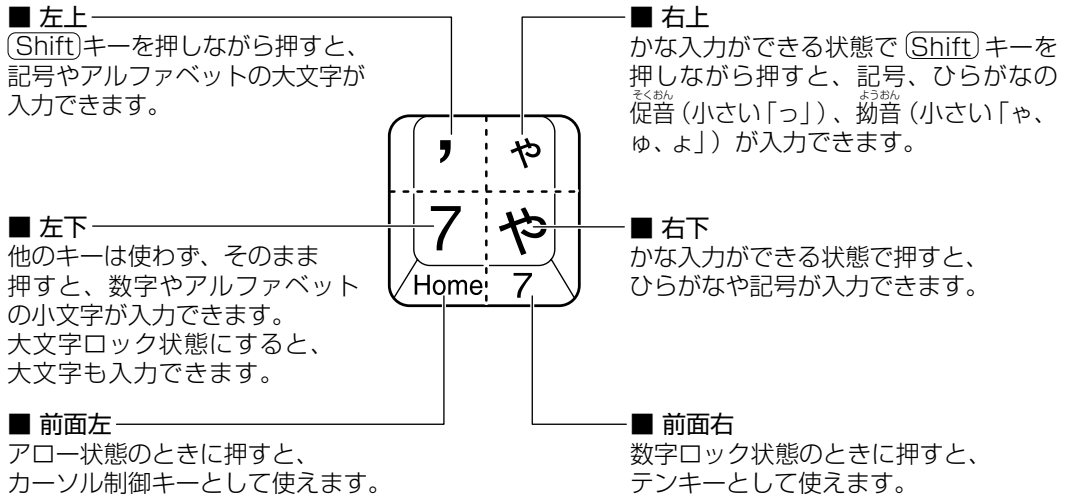 ■ 左上
Shiftキーを押しながら押すと、
記号やアルファベットの大文字が
入力できます。
■ 右上
かな入力ができる状態で Shift キーを
押しながら押すと、記号、ひらがなの
そくおん ようおん
促音(小さい「っ」)、拗音(小さい「ゃ、
ゅ、ょ」)が入力できます。
' ゃ
7 や
Home 7
■ 左下
他のキーは使わず、そのまま
押すと、数字やアルファベット
の小文字が入力できます。
大文字ロック状態にすると、
大文字も入力できます。
■ 右下
かな入力ができる状態で押すと、
ひらがなや記号が入力できます。
■ 前面左
アロー状態のときに押すと、
カーソル制御キーとして使えます。
■ 前面右
数字ロック状態のときに押すと、
テンキーとして使えます。